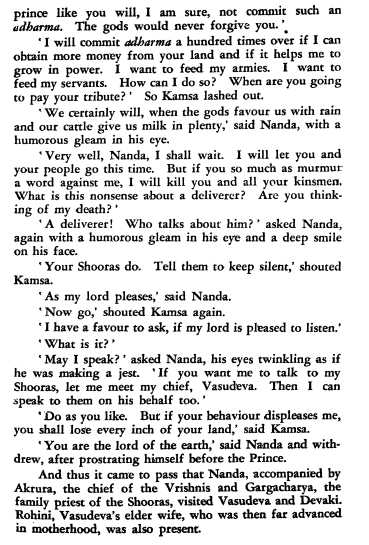 prince like you will, I am sure, not commit such an
adharma. The gods would never forgive you.'
'I will commit adharma a hundred times over if I can
obtain more money from your land and if it helps me to
grow in power. I want to feed my armies. I want to
feed my servants. How can I do so? When are you going
to pay your tribute?' So Kamsa lashed out.
'We certainly will, when the gods favour us with rain
and our cattle give us milk in plenty,' said Nanda, with a
humorous gleam in his eye.
'Very well, Nanda, I shall wait. I will let you and
your people go this time. But if you so much as murmur
a word against me, I will kill you and all your kinsmen.
What is this nonsense about a deliverer? Are you think-
ing of my death?'
'A deliverer! Who talks about him?' asked Nanda,
again with a humorous gleam in his eye and a deep smile
on his face.
'Your Shooras do. Tell them to keep silent,' shouted
Kamsa.
'As my lord pleases,' said Nanda.
'Now go,' shouted Kamsa again.
'I have a favour to ask, if my lord is pleased to listen.'
'What is it?'
'May I speak?' asked Nanda, his eyes twinkling as if
he was making a jest. 'If you want me to talk to my
Shooras, let me meet my chief, Vasudeva. Then I can
speak to them on his behalf too.'
'Do as you like. But if your behaviour displeases me,
you shall lose every inch of your land,' said Kamsa.
'You are the lord of the earth,' said Nanda and with-
drew, after prostrating himself before the Prince.
And thus it came to pass that Nanda, accompanied by
Akrura, the chief of the Vrishnis and Gargacharya, the
family priest of the Shooras, visited Vasudeva and Devaki.
Rohini, Vasudeva's elder wife, who was then far advanced
in motherhood, was also present.